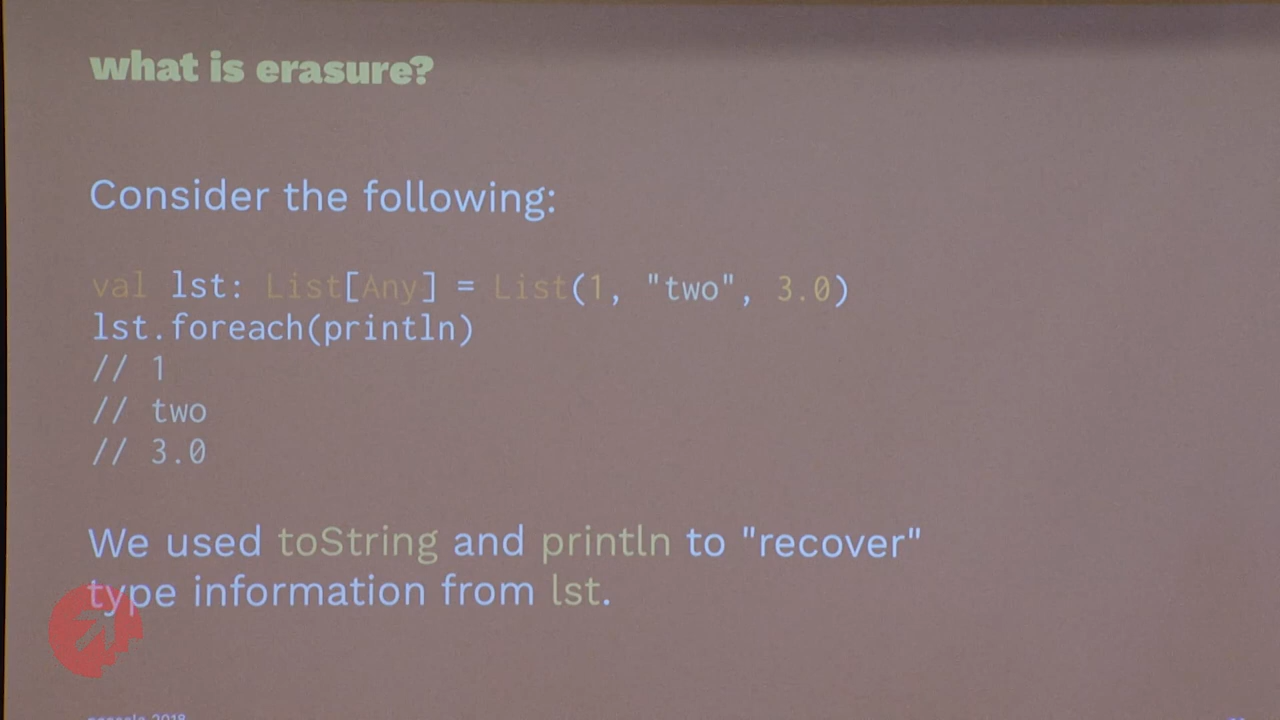 what is erasure?
Consider the following:
val lst: List[Any] = List(1, "two", 3.0)
lst.foreach(println)
// 1
// two
// 3.0
We used toString and println to "recover"
type information from lst.
2018